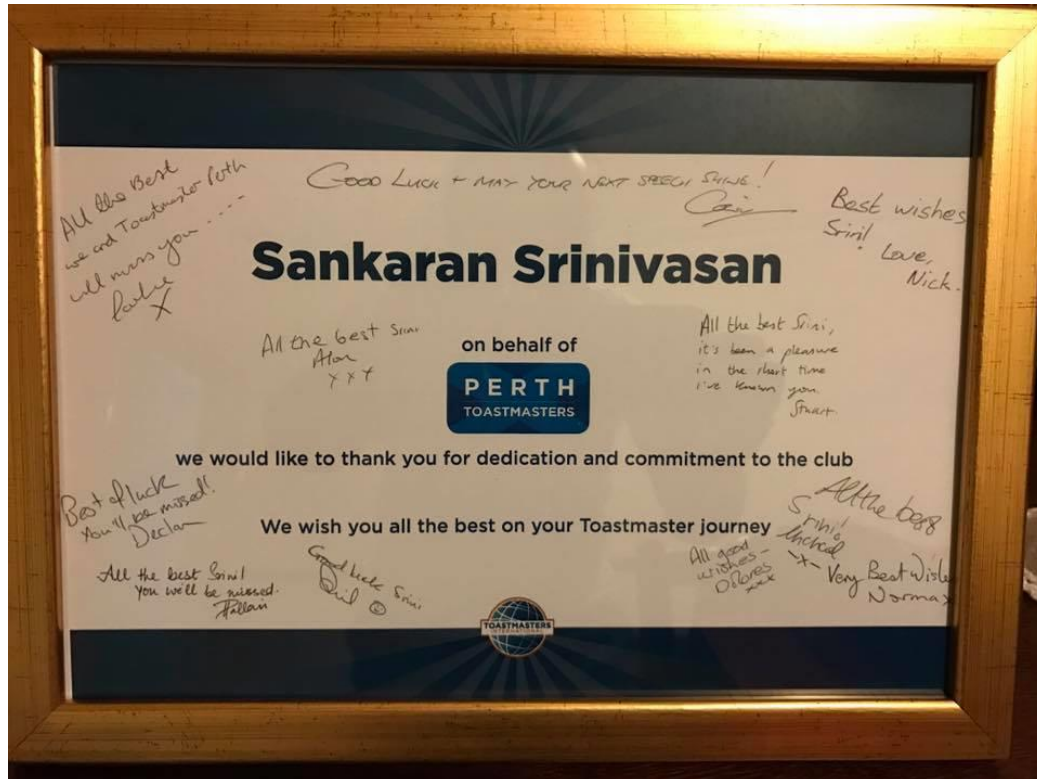 All the Best
we and Toastmaster Perth
will miss you ....
X
GOOD LUCK + MAY YOUR NEXT SPEECH SHINE!
Best wishes
Srini! Love,
Nick.
Sankaran Srinivasan
All the best Srini
Alan
xxx
on behalf of
PERTH
TOASTMASTERS
All the best Srini,
it's been a pleasure
in the short time
I've known you.
Stuart.
we would like to thank you for dedication and commitment to the club
Best of luck
You'll be missed!
Declan
We wish you all the best on your Toastmaster journey
All the best
Srini!
Micheal
-x-
All the best Srini!
You we'll be missed.
Good luck Srini
All good
wishes -
Dolores
xxx
Very Best Wishes
Norma x
TOASTMASTERS
INTERNATIONAL